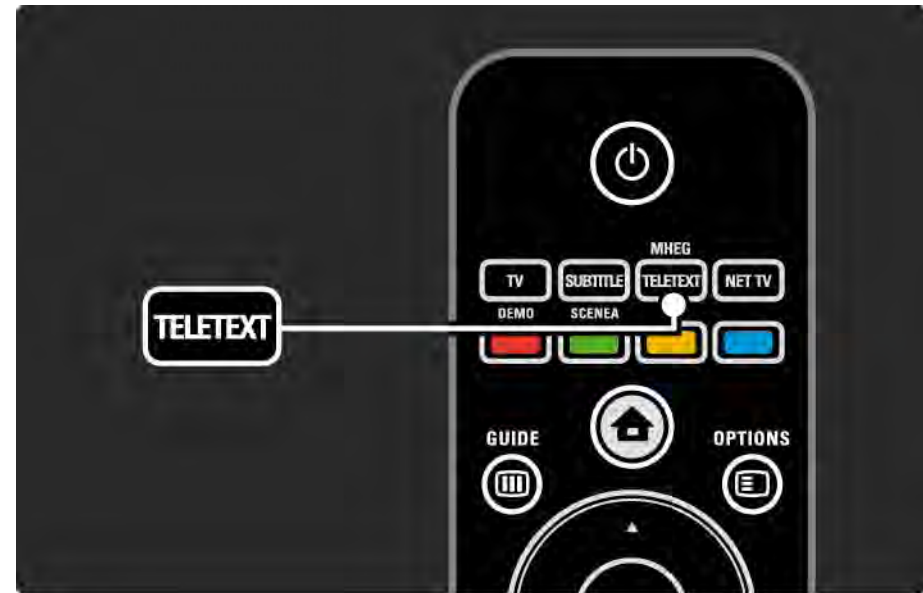 MHEG
TV SUBTITLE TELETEXT NET TV
DEMO SCENEA
TELETEXT
GUIDE OPTIONS